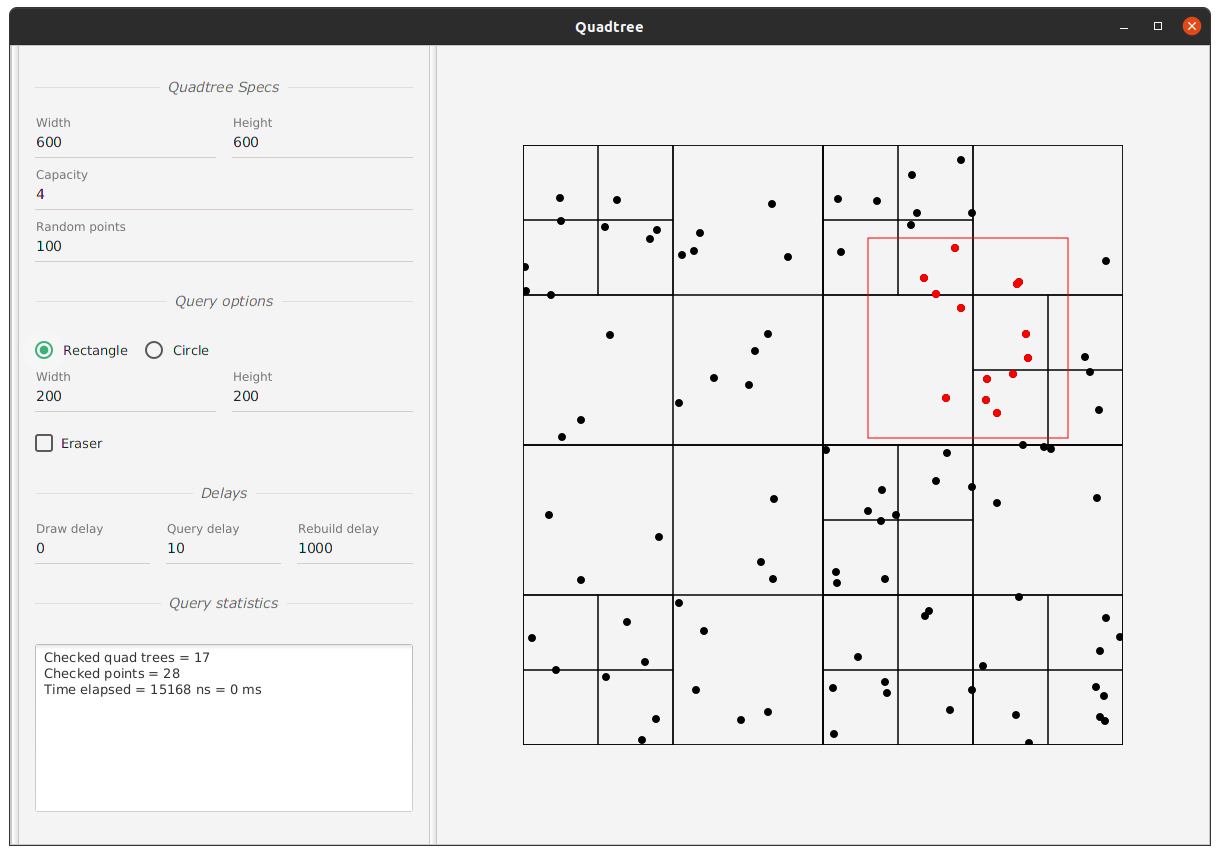 Quadtree
Quadtree Specs
Width Height
600 600
Capacity
4
Random points
100
Query options
Rectangle Circle
Width Height
200 200
Eraser
Delays
Draw delay Query delay Rebuild delay
0 10 1000
Query statistics
Checked quad trees = 17
Checked points = 28
Time elapsed = 15168 ns = 0 ms